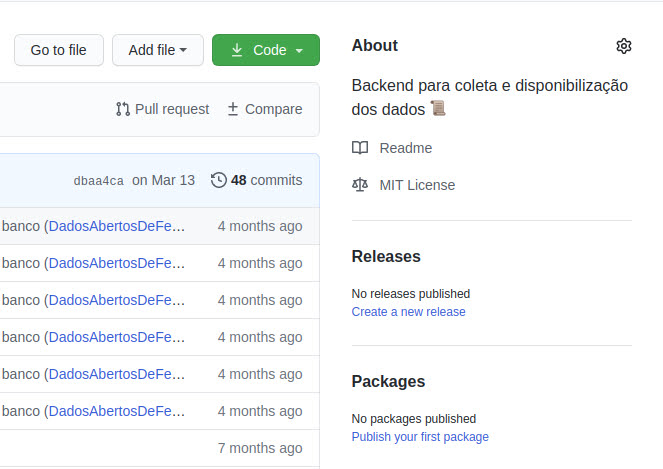 Go to file
Add file
Code
Pull request
Compare
dbaa4ca on Mar 13 48 commits
banco (DadosAbertosDeFe... 4 months ago
banco (DadosAbertosDeFe... 4 months ago
banco (DadosAbertosDeFe... 4 months ago
banco (DadosAbertosDeFe... 4 months ago
banco (DadosAbertosDeFe... 4 months ago
banco (DadosAbertosDeFe... 4 months ago
7 months ago
About
Backend para coleta e disponibilização
dos dados 📜
Readme
MIT License
Releases
No releases published
Create a new release
Packages
No packages published
Publish your first package